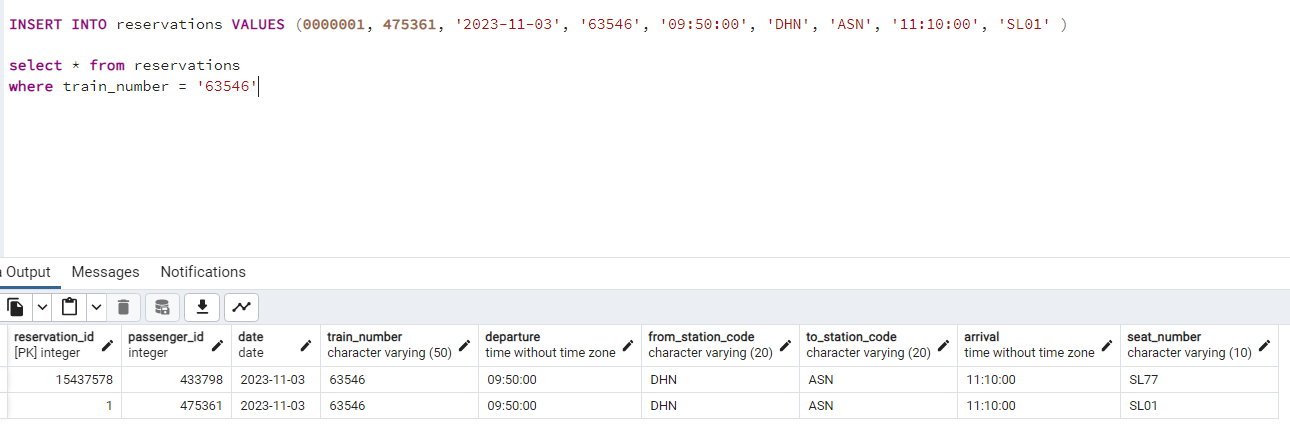 INSERT INTO reservations VALUES (0000001, 475361, '2023-11-03', '63546', '09:50:00', 'DHN', 'ASN', '11:10:00', 'SL01' )
select * from reservations
where train_number = '63546'
Output Messages Notifications
reservation_id passenger_id date train_number departure from_station_code to_station_code arrival seat_number
[PK] integer integer date character varying (50) time without time zone character varying (20) character varying (20) time without time zone character varying (10)
15437578 433798 2023-11-03 63546 09:50:00 DHN ASN 11:10:00 SL77
1 475361 2023-11-03 63546 09:50:00 DHN ASN 11:10:00 SL01